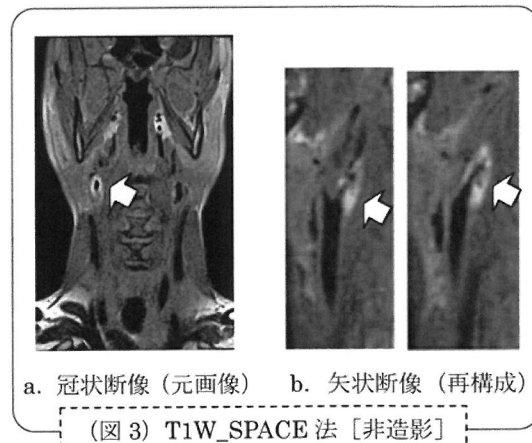 a. 冠状断像(元画像) b. 矢状断像(再構成)
(図 3) T1W_SPACE 法[非造影]